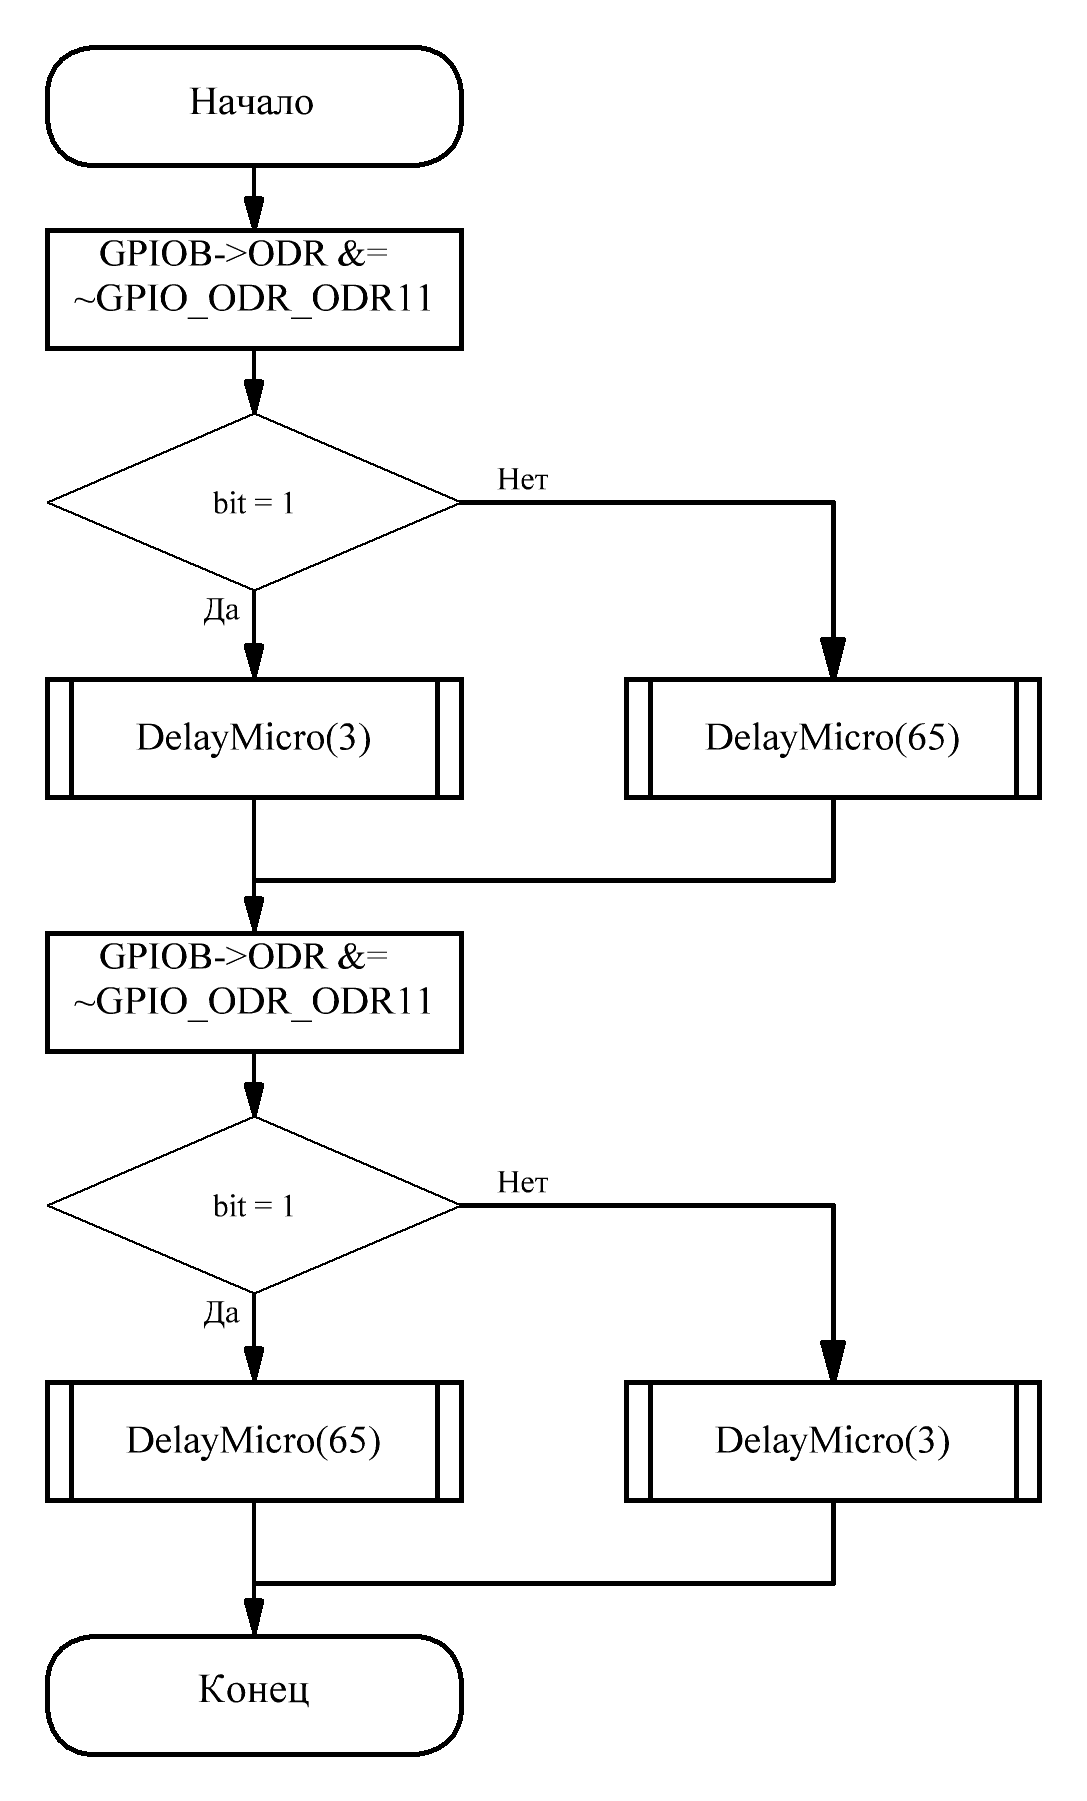 Начало
GPIOB->ODR &=
~GPIO_ODR_ODR11
bit = 1
Нет
Да
DelayMicro(3)
DelayMicro(65)
GPIOB->ODR &=
~GPIO_ODR_ODR11
bit = 1
Нет
Да
DelayMicro(65)
DelayMicro(3)
Конец